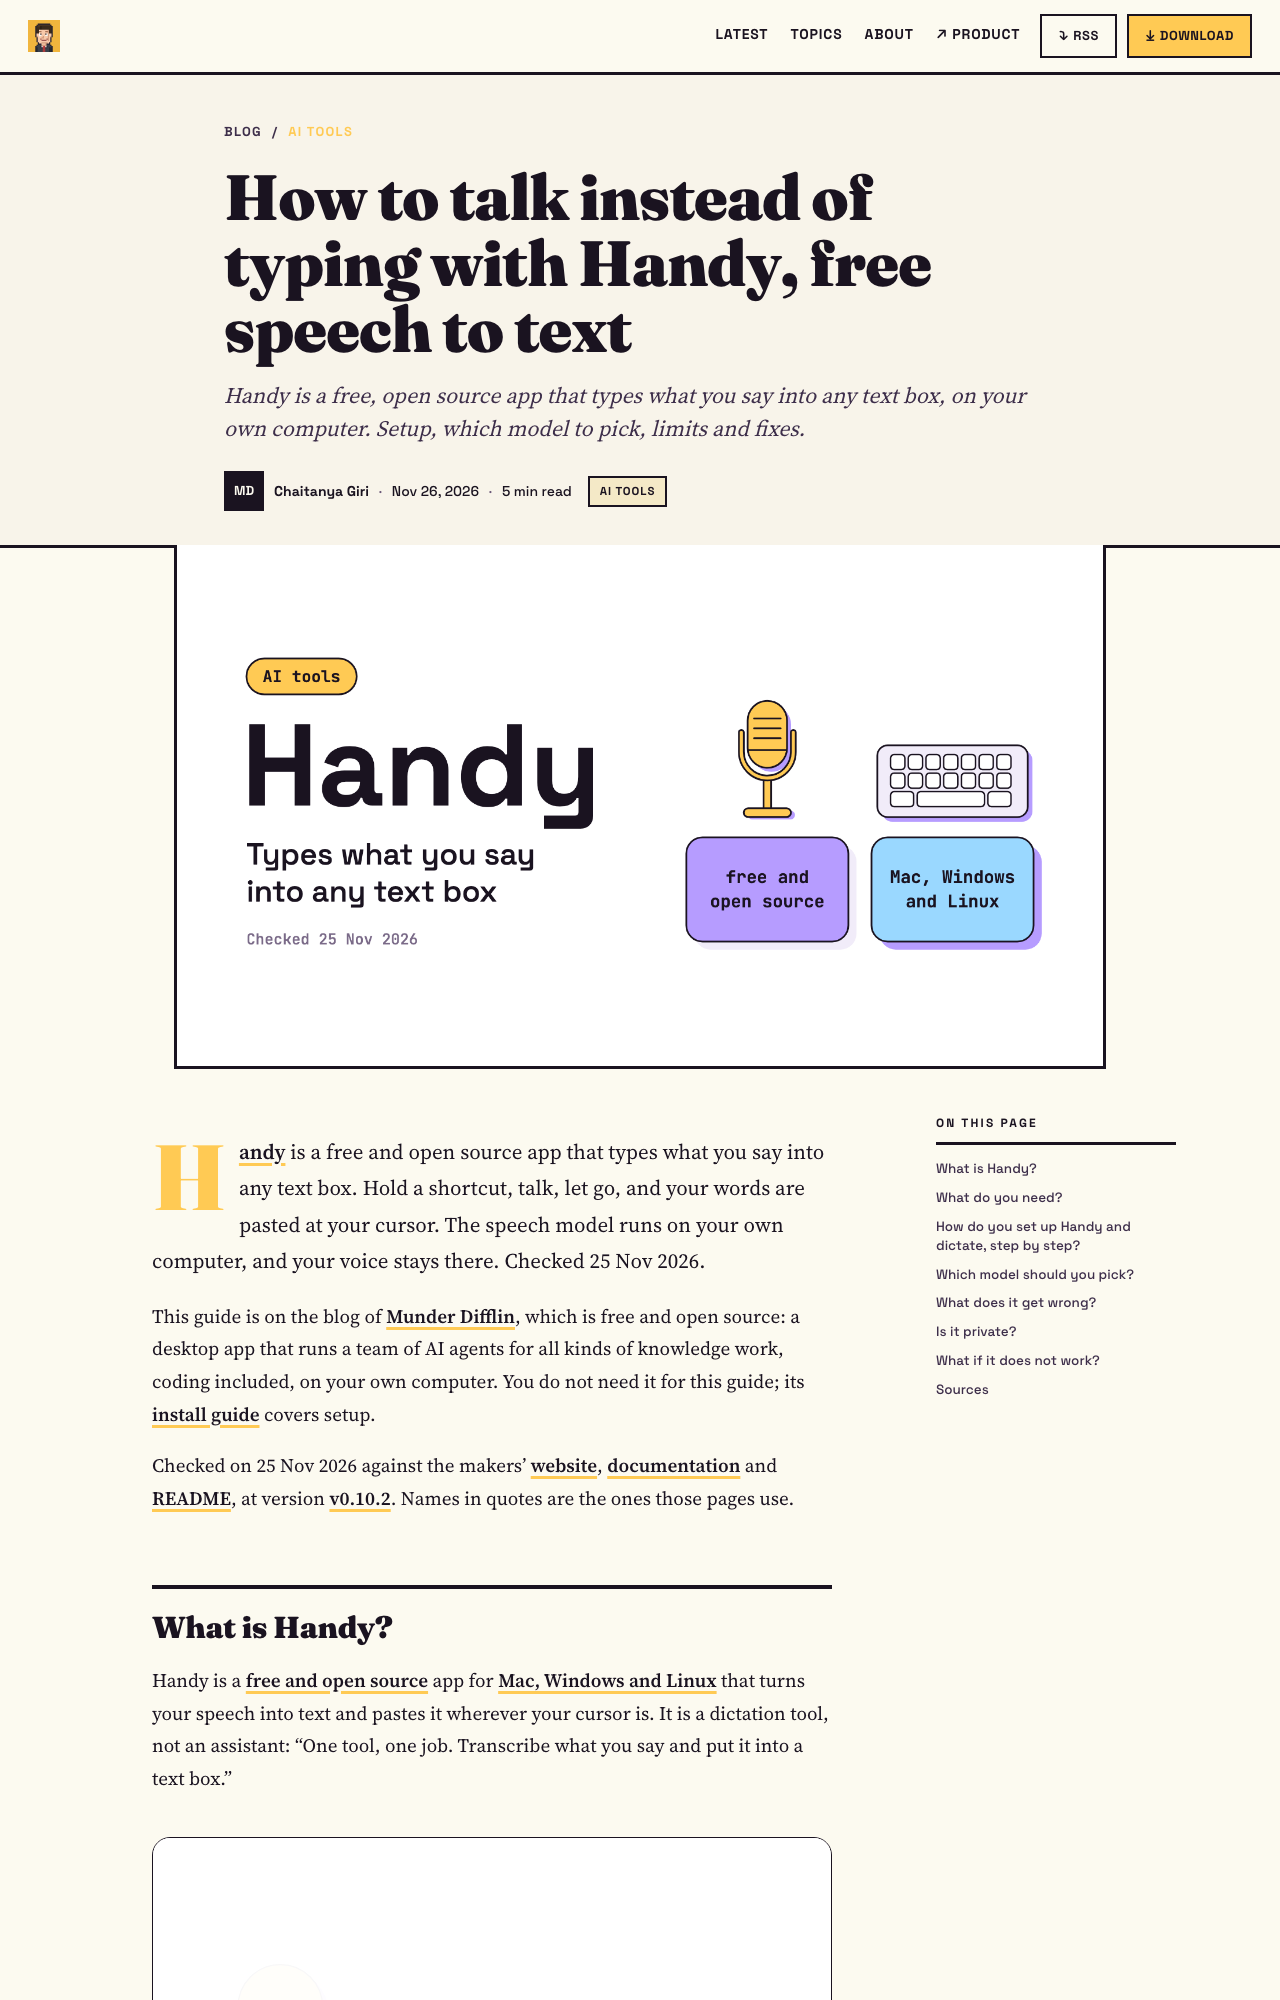 LATEST TOPICS ABOUT ↗ PRODUCT ⤵ RSS ⤓ DOWNLOAD
BLOG / AI TOOLS
How to talk instead of
typing with Handy, free
speech to text
Handy is a free, open source app that types what you say into any text box, on your
own computer. Setup, which model to pick, limits and fixes.
MD Chaitanya Giri · Nov 26, 2026 · 5 min read AI TOOLS
AI tools
Handy
Types what you say
into any text box
Checked 25 Nov 2026
free and
open source
Mac, Windows
and Linux
Handy is a free and open source app that types what you say into
any text box. Hold a shortcut, talk, let go, and your words are
pasted at your cursor. The speech model runs on your own
computer, and your voice stays there. Checked 25 Nov 2026.
This guide is on the blog of Munder Difflin, which is free and open source: a
desktop app that runs a team of AI agents for all kinds of knowledge work,
coding included, on your own computer. You do not need it for this guide; its
install guide covers setup.
Checked on 25 Nov 2026 against the makers’ website, documentation and
README, at version v0.10.2. Names in quotes are the ones those pages use.
What is Handy?
Handy is a free and open source app for Mac, Windows and Linux that turns
your speech into text and pastes it wherever your cursor is. It is a dictation tool,
not an assistant: “One tool, one job. Transcribe what you say and put it into a
text box.”
ON THIS PAGE
What is Handy?
What do you need?
How do you set up Handy and
dictate, step by step?
Which model should you pick?
What does it get wrong?
Is it private?
What if it does not work?
Sources